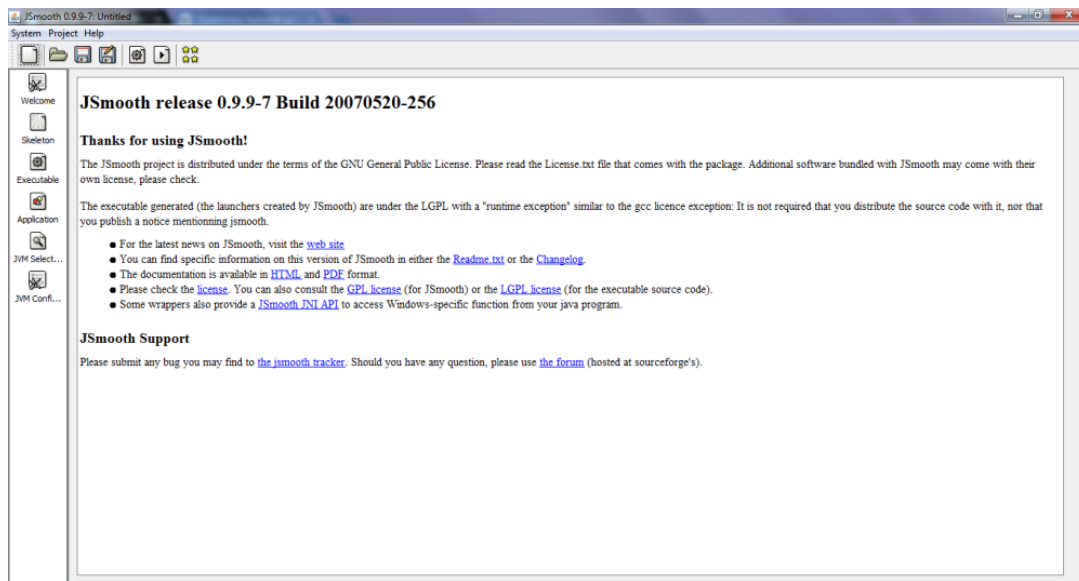 JSmooth 0.9.9-7: Untitled
System Project Help
Welcome
Skeleton
Executable
Application
JVM Select...
JVM Confi...
JSmooth release 0.9.9-7 Build 20070520-256
Thanks for using JSmooth!
The JSmooth project is distributed under the terms of the GNU General Public License. Please read the License.txt file that comes with the package. Additional software bundled with JSmooth may come with their
own license, please check.
The executable generated (the launchers created by JSmooth) are under the LGPL with a "runtime exception" similar to the gcc licence exception: It is not required that you distribute the source code with it, nor that
you publish a notice mentionning jsmooth.
● For the latest news on JSmooth, visit the web site
● You can find specific information on this version of JSmooth in either the Readme.txt or the Changelog.
● The documentation is available in HTML and PDF format.
● Please check the license. You can also consult the GPL license (for JSmooth) or the LGPL license (for the executable source code).
● Some wrappers also provide a JSmooth JNI API to access Windows-specific function from your java program.
JSmooth Support
Please submit any bug you may find to the jsmooth tracker. Should you have any question, please use the forum (hosted at sourceforge's).